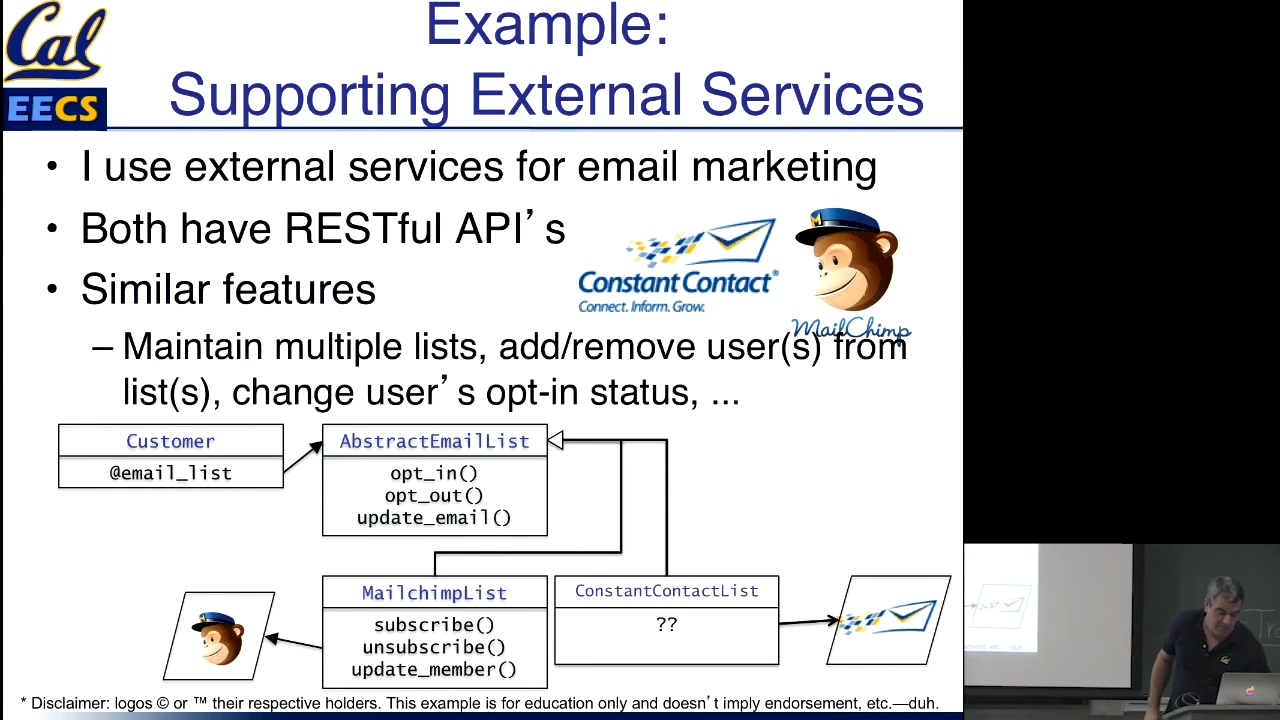 Cal
EECS
Example:
Supporting External Services
• I use external services for email marketing
• Both have RESTful API’s
• Similar features
Constant Contact®
Connect. Inform. Grow.
MailChimp
– Maintain multiple lists, add/remove user(s) from
list(s), change user’s opt-in status, ...
Customer
@email_list
AbstractEmailList
opt_in()
opt_out()
update_email()
MailchimpList
subscribe()
unsubscribe()
update_member()
ConstantContactList
??
* Disclaimer: logos © or ™ their respective holders. This example is for education only and doesn’t imply endorsement, etc.—duh.
Cal